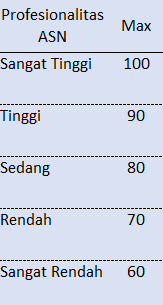 Profesionalitas Max
ASN
Sangat Tinggi 100
Tinggi 90
Sedang 80
Rendah 70
Sangat Rendah 60